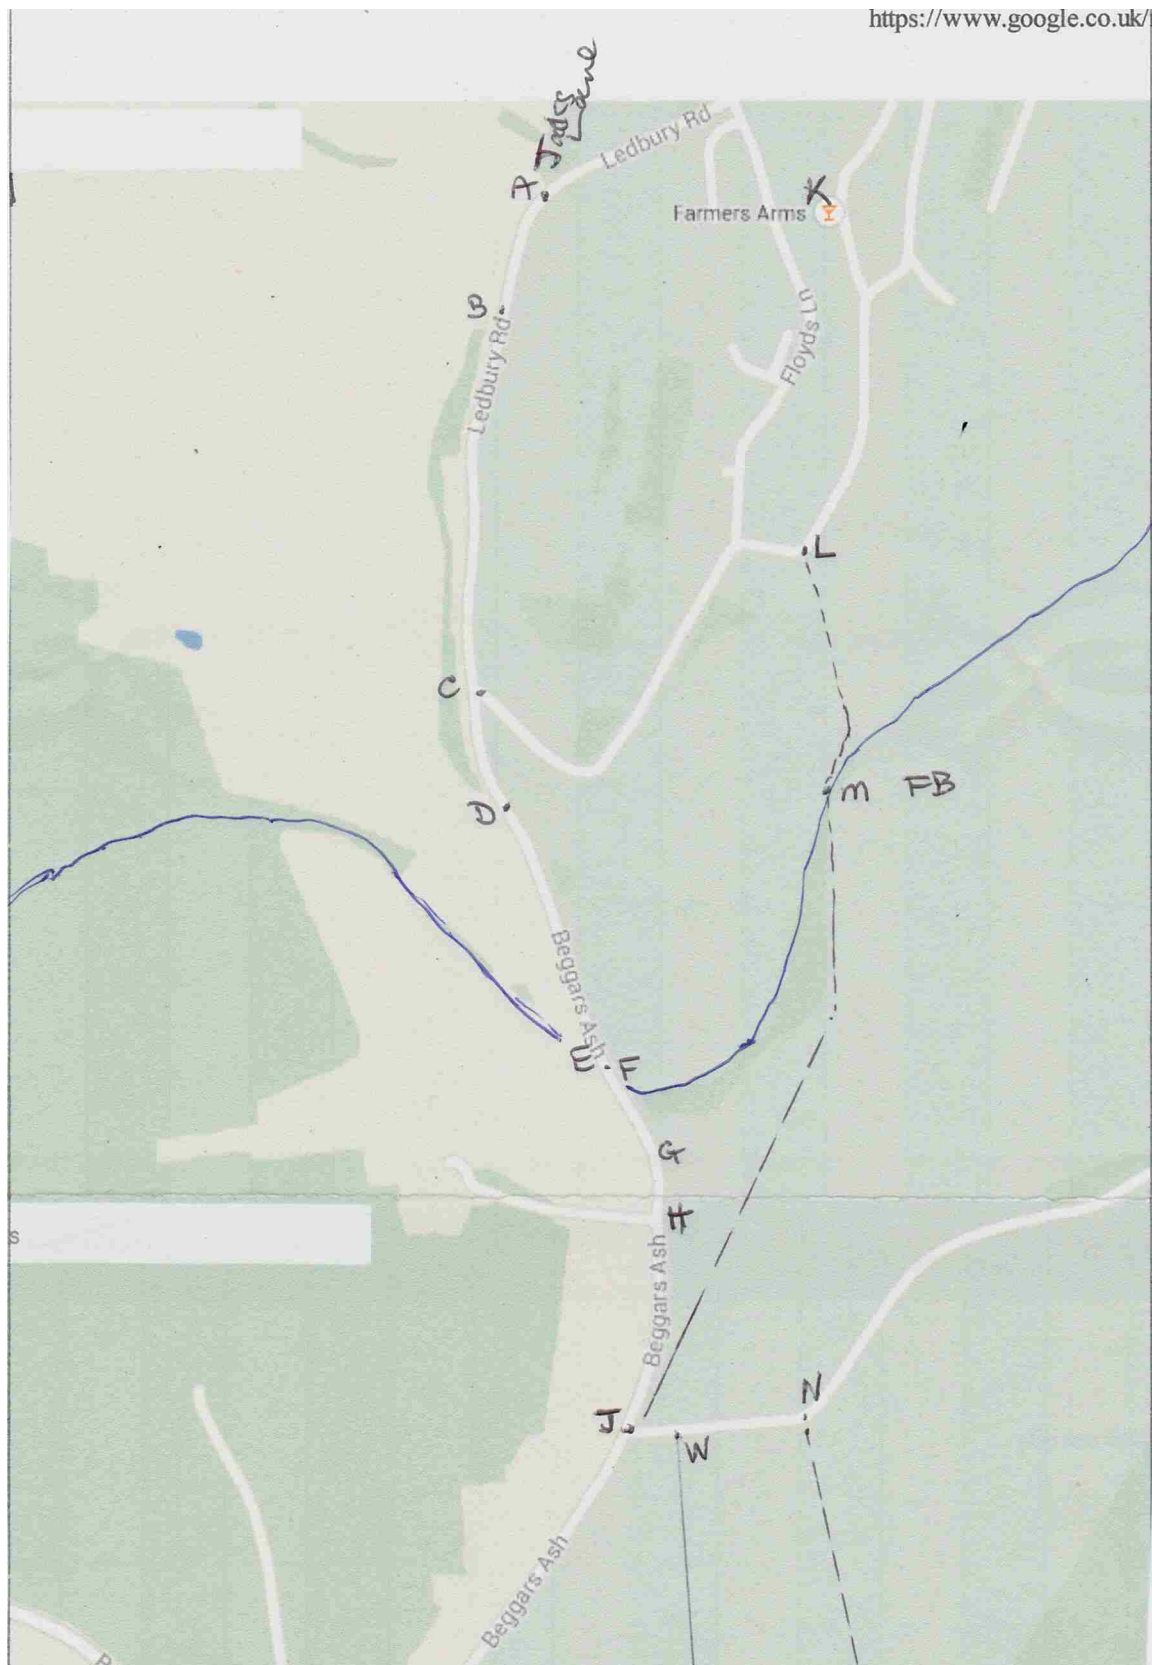 https://www.google.co.uk/
Jacks
Lane
A
Ledbury Rd
K
Farmers Arms
B
Ledbury Rd
Floyds Ln
L
C
M FB
D
Beggars Ash
E F
G
H
s
Beggars Ash
N
J
W
Beggars Ash